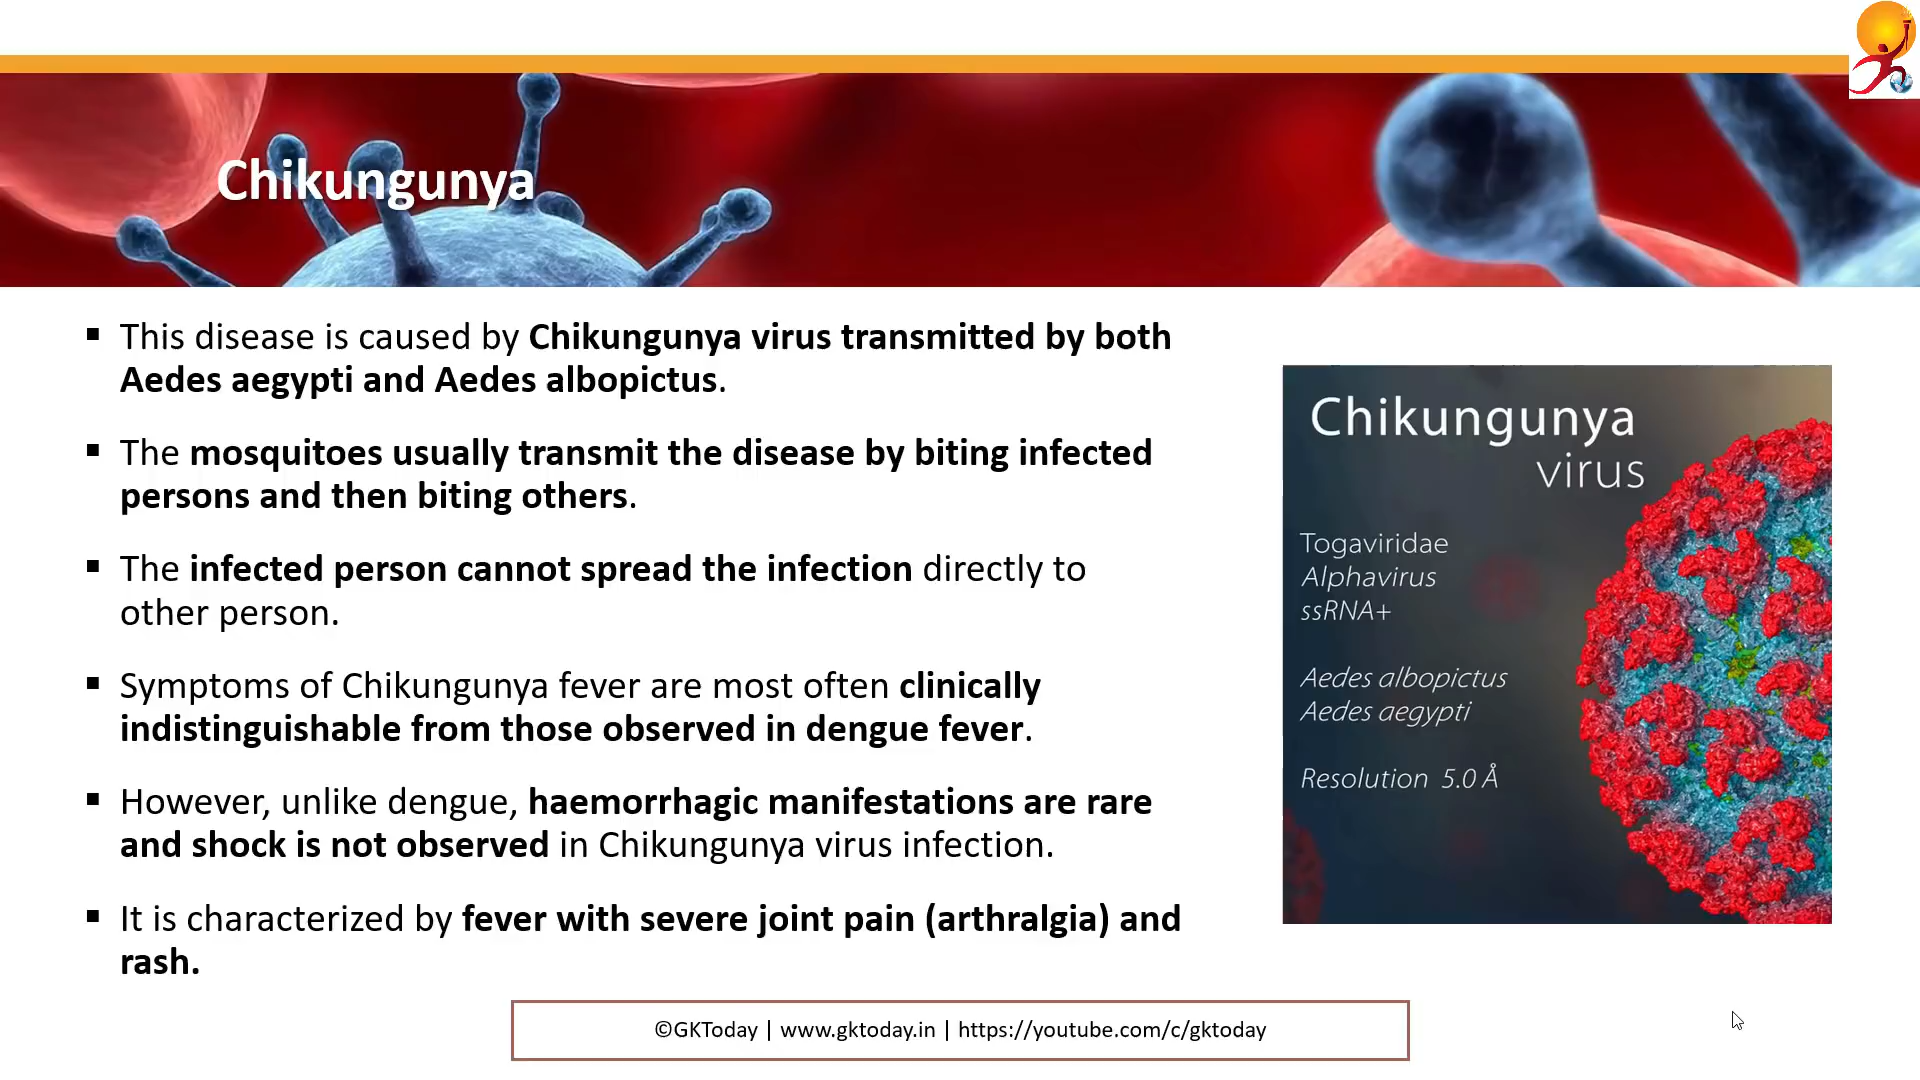 Chikungunya
▪ This disease is caused by Chikungunya virus transmitted by both
Aedes aegypti and Aedes albopictus.
▪ The mosquitoes usually transmit the disease by biting infected
persons and then biting others.
▪ The infected person cannot spread the infection directly to
other person.
▪ Symptoms of Chikungunya fever are most often clinically
indistinguishable from those observed in dengue fever.
▪ However, unlike dengue, haemorrhagic manifestations are rare
and shock is not observed in Chikungunya virus infection.
▪ It is characterized by fever with severe joint pain (arthralgia) and
rash.
Chikungunya
virus
Togaviridae
Alphavirus
ssRNA+
Aedes albopictus
Aedes aegypti
Resolution 5.0 Å
©GKToday | www.gktoday.in | https://youtube.com/c/gktoday